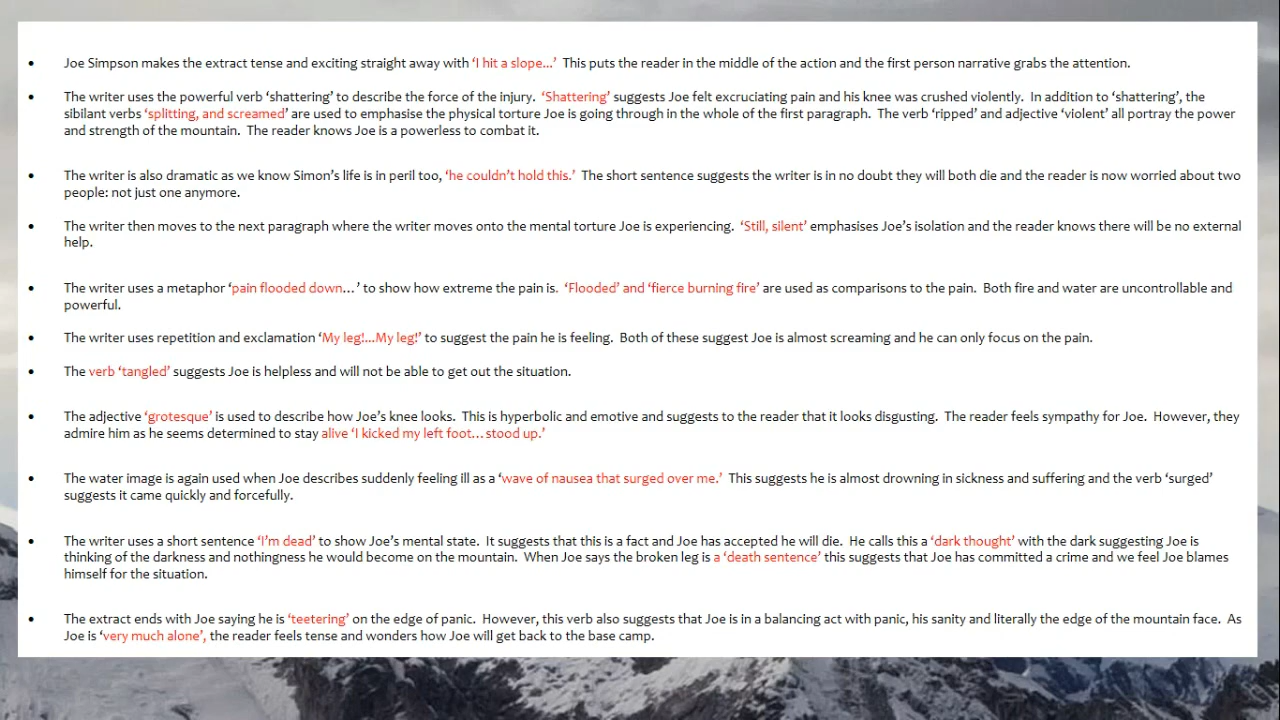 • Joe Simpson makes the extract tense and exciting straight away with ‘I hit a slope…’ This puts the reader in the middle of the action and the first person narrative grabs the attention.
• The writer uses the powerful verb ‘shattering’ to describe the force of the injury. ‘Shattering’ suggests Joe felt excruciating pain and his knee was crushed violently. In addition to ‘shattering’, the
sibilant verbs ‘splitting, and screamed’ are used to emphasise the physical torture Joe is going through in the whole of the first paragraph. The verb ‘ripped’ and adjective ‘violent’ all portray the power
and strength of the mountain. The reader knows Joe is a powerless to combat it.
• The writer is also dramatic as we know Simon’s life is in peril too, ‘he couldn’t hold this.’ The short sentence suggests the writer is in no doubt they will both die and the reader is now worried about two
people: not just one anymore.
• The writer then moves to the next paragraph where the writer moves onto the mental torture Joe is experiencing. ‘Still, silent’ emphasises Joe’s isolation and the reader knows there will be no external
help.
• The writer uses a metaphor ‘pain flooded down…’ to show how extreme the pain is. ‘Flooded’ and ‘fierce burning fire’ are used as comparisons to the pain. Both fire and water are uncontrollable and
powerful.
• The writer uses repetition and exclamation ‘My leg!...My leg!’ to suggest the pain he is feeling. Both of these suggest Joe is almost screaming and he can only focus on the pain.
• The verb ‘tangled’ suggests Joe is helpless and will not be able to get out the situation.
• The adjective ‘grotesque’ is used to describe how Joe’s knee looks. This is hyperbolic and emotive and suggests to the reader that it looks disgusting. The reader feels sympathy for Joe. However, they
admire him as he seems determined to stay alive ‘I kicked my left foot…stood up.’
• The water image is again used when Joe describes suddenly feeling ill as a ‘wave of nausea that surged over me.’ This suggests he is almost drowning in sickness and suffering and the verb ‘surged’
suggests it came quickly and forcefully.
• The writer uses a short sentence ‘I’m dead’ to show Joe’s mental state. It suggests that this is a fact and Joe has accepted he will die. He calls this a ‘dark thought’ with the dark suggesting Joe is
thinking of the darkness and nothingness he would become on the mountain. When Joe says the broken leg is a ‘death sentence’ this suggests that Joe has committed a crime and we feel Joe blames
himself for the situation.
• The extract ends with Joe saying he is ‘teetering’ on the edge of panic. However, this verb also suggests that Joe is in a balancing act with panic, his sanity and literally the edge of the mountain face. As
Joe is ‘very much alone’, the reader feels tense and wonders how Joe will get back to the base camp.